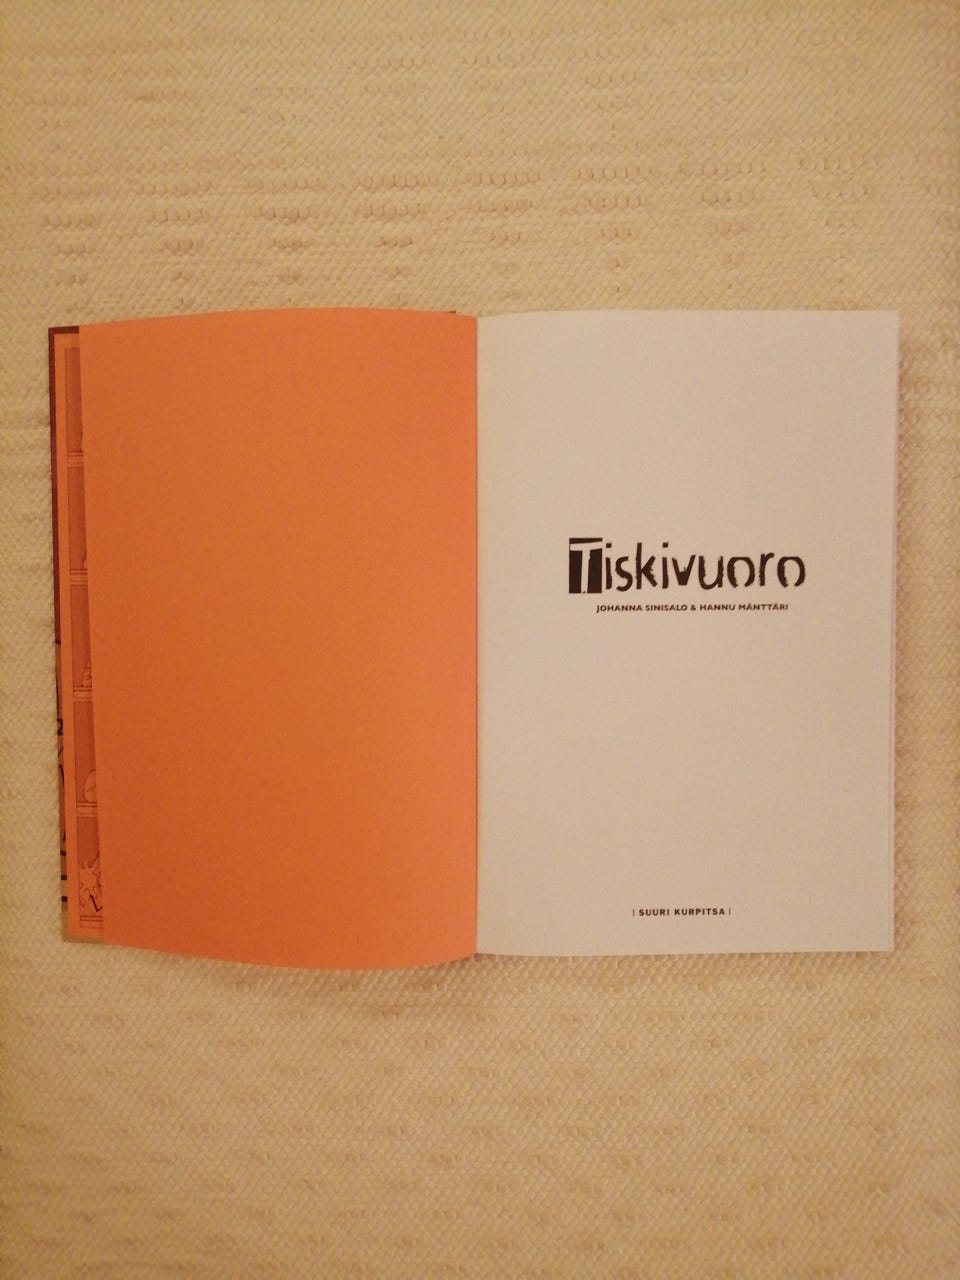 Tiskivuoro
JOHANNA SINISALO & HANNU MÄNTTÄRI
| SUURI KURPITSA |